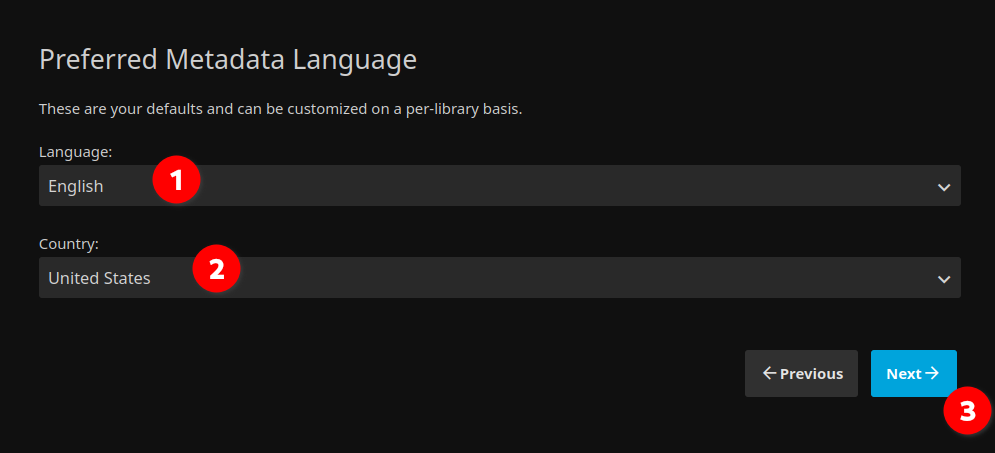 Preferred Metadata Language
These are your defaults and can be customized on a per-library basis.
Language:
English
1
Country:
United States
2
Previous
Next
3